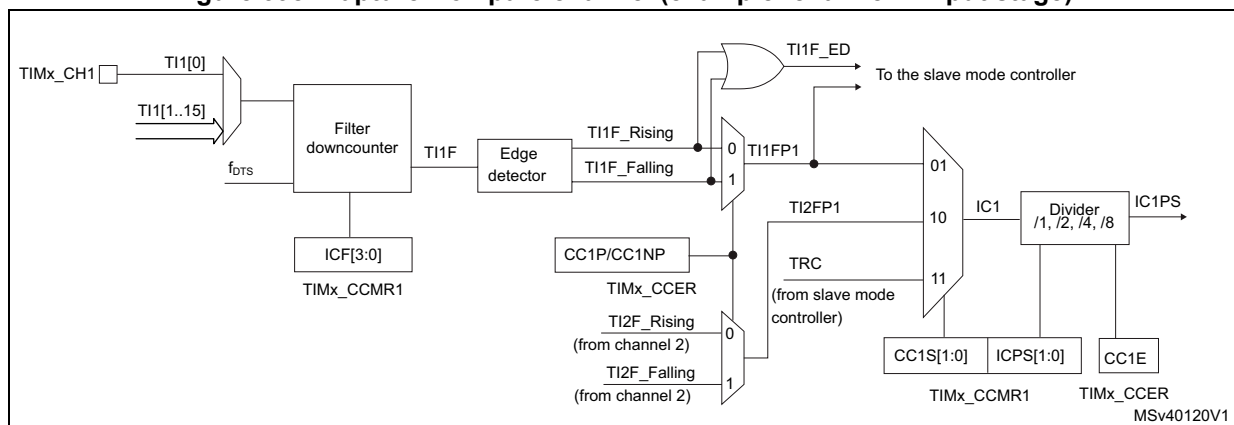 TI1F_ED
To the slave mode controller
TIMx_CH1
TI1[0]
TI1[1..15]
fDTS
Filter
downcounter
ICF[3:0]
TIMx_CCMR1
TI1F
Edge
detector
TI1F_Rising
TI1F_Falling
0
1
TI1FP1
CC1P/CC1NP
TIMx_CCER
TI2F_Rising
(from channel 2)
TI2F_Falling
(from channel 2)
0
1
TI2FP1
TRC
(from slave mode
controller)
01
10
11
IC1
Divider
/1, /2, /4, /8
IC1PS
CC1S[1:0]
ICPS[1:0]
CC1E
TIMx_CCMR1
TIMx_CCER
MSv40120V1